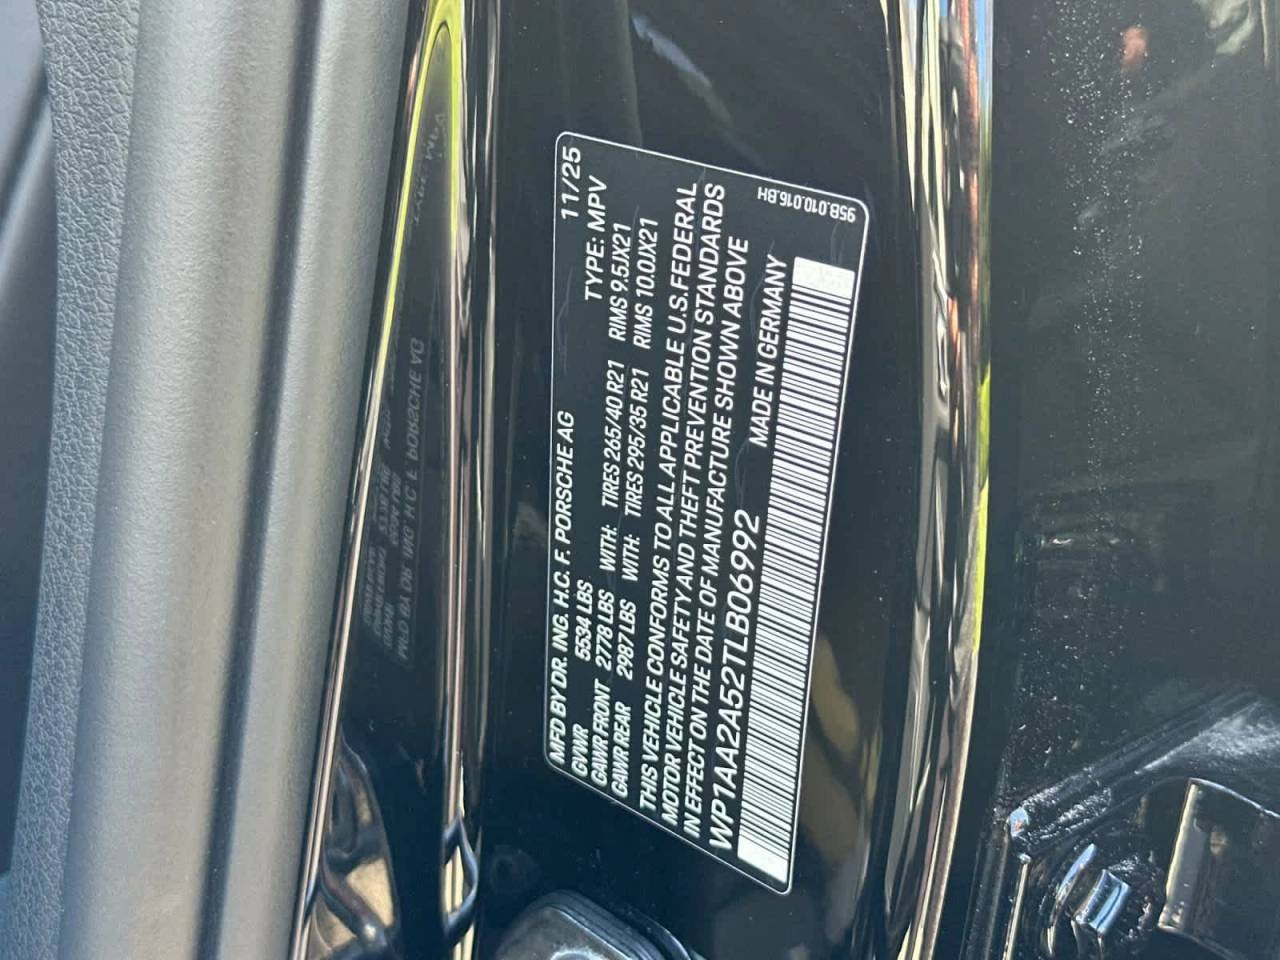 MFD BY DR. ING. H.C. F. PORSCHE AG 11/25
GVWR 5534 LBS TYPE: MPV
GAWR FRONT 2778 LBS WITH: TIRES 265/40 R21 RIMS 9.5JX21
GAWR REAR 2987 LBS WITH: TIRES 295/35 R21 RIMS 10.0JX21
THIS VEHICLE CONFORMS TO ALL APPLICABLE U.S. FEDERAL
MOTOR VEHICLE SAFETY AND THEFT PREVENTION STANDARDS
IN EFFECT ON THE DATE OF MANUFACTURE SHOWN ABOVE
WP1AA2A52TLB06992 MADE IN GERMANY
95B.010.016.BH